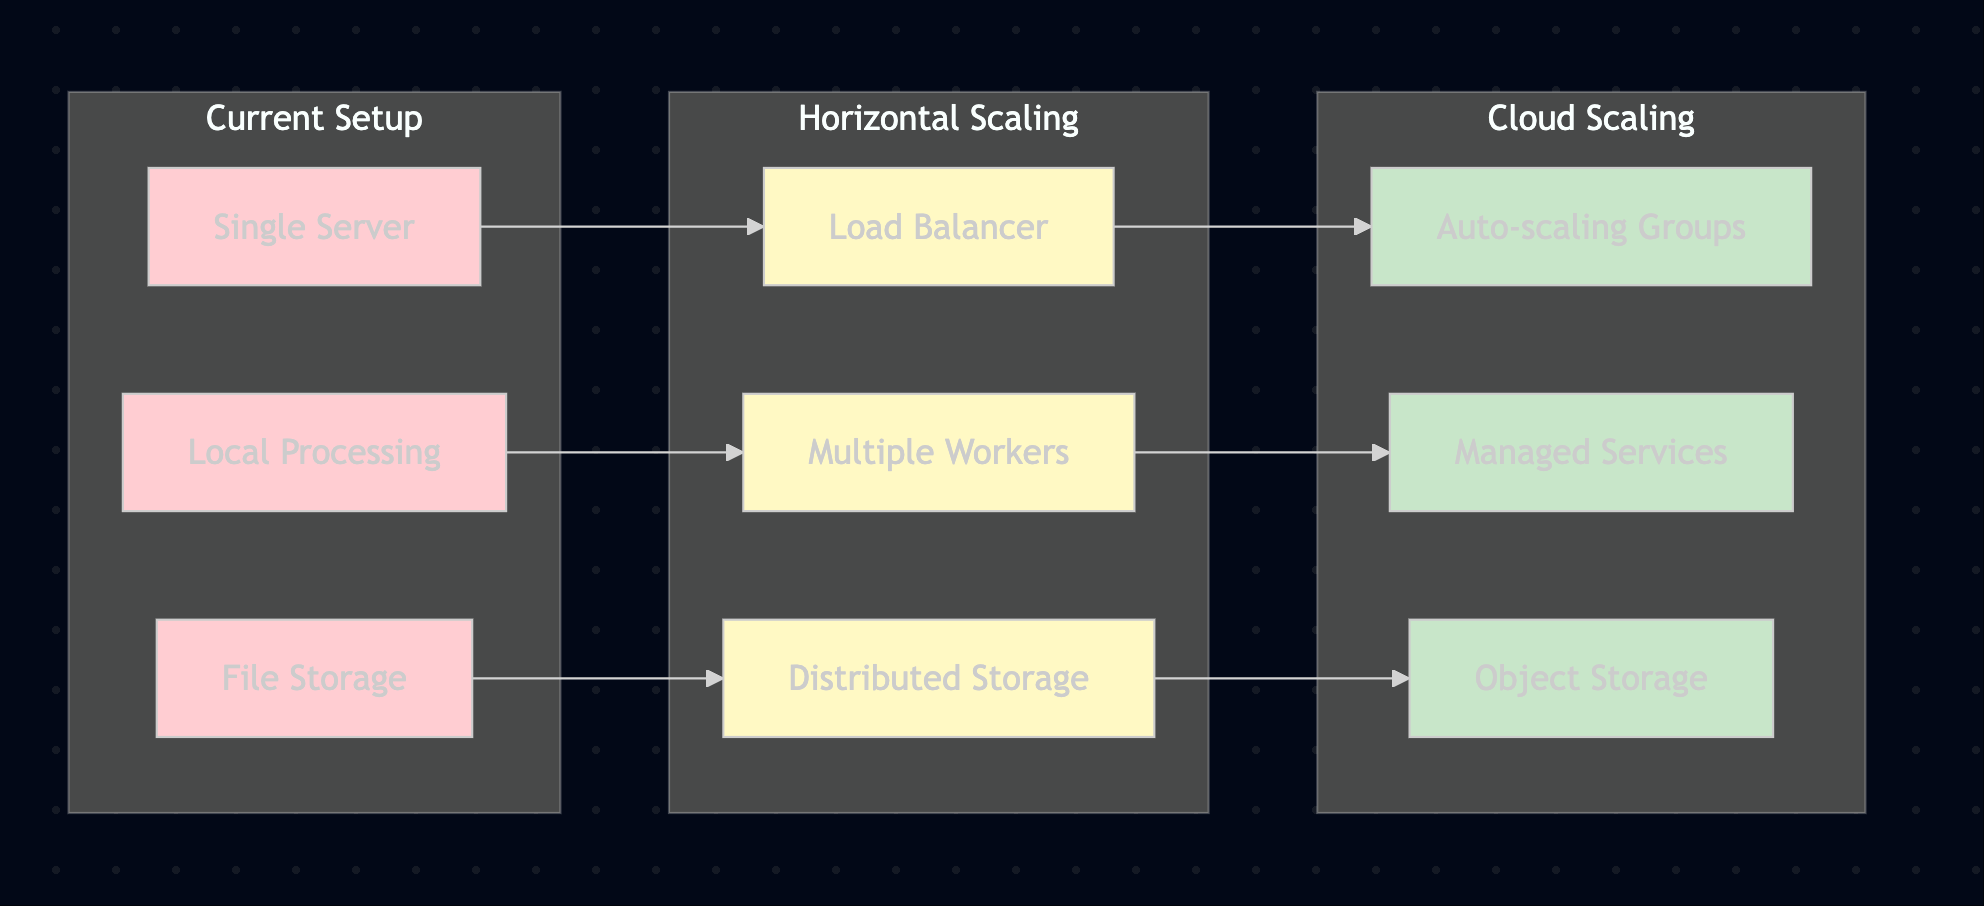 Current Setup
Single Server
Local Processing
File Storage
Horizontal Scaling
Load Balancer
Multiple Workers
Distributed Storage
Cloud Scaling
Auto-scaling Groups
Managed Services
Object Storage